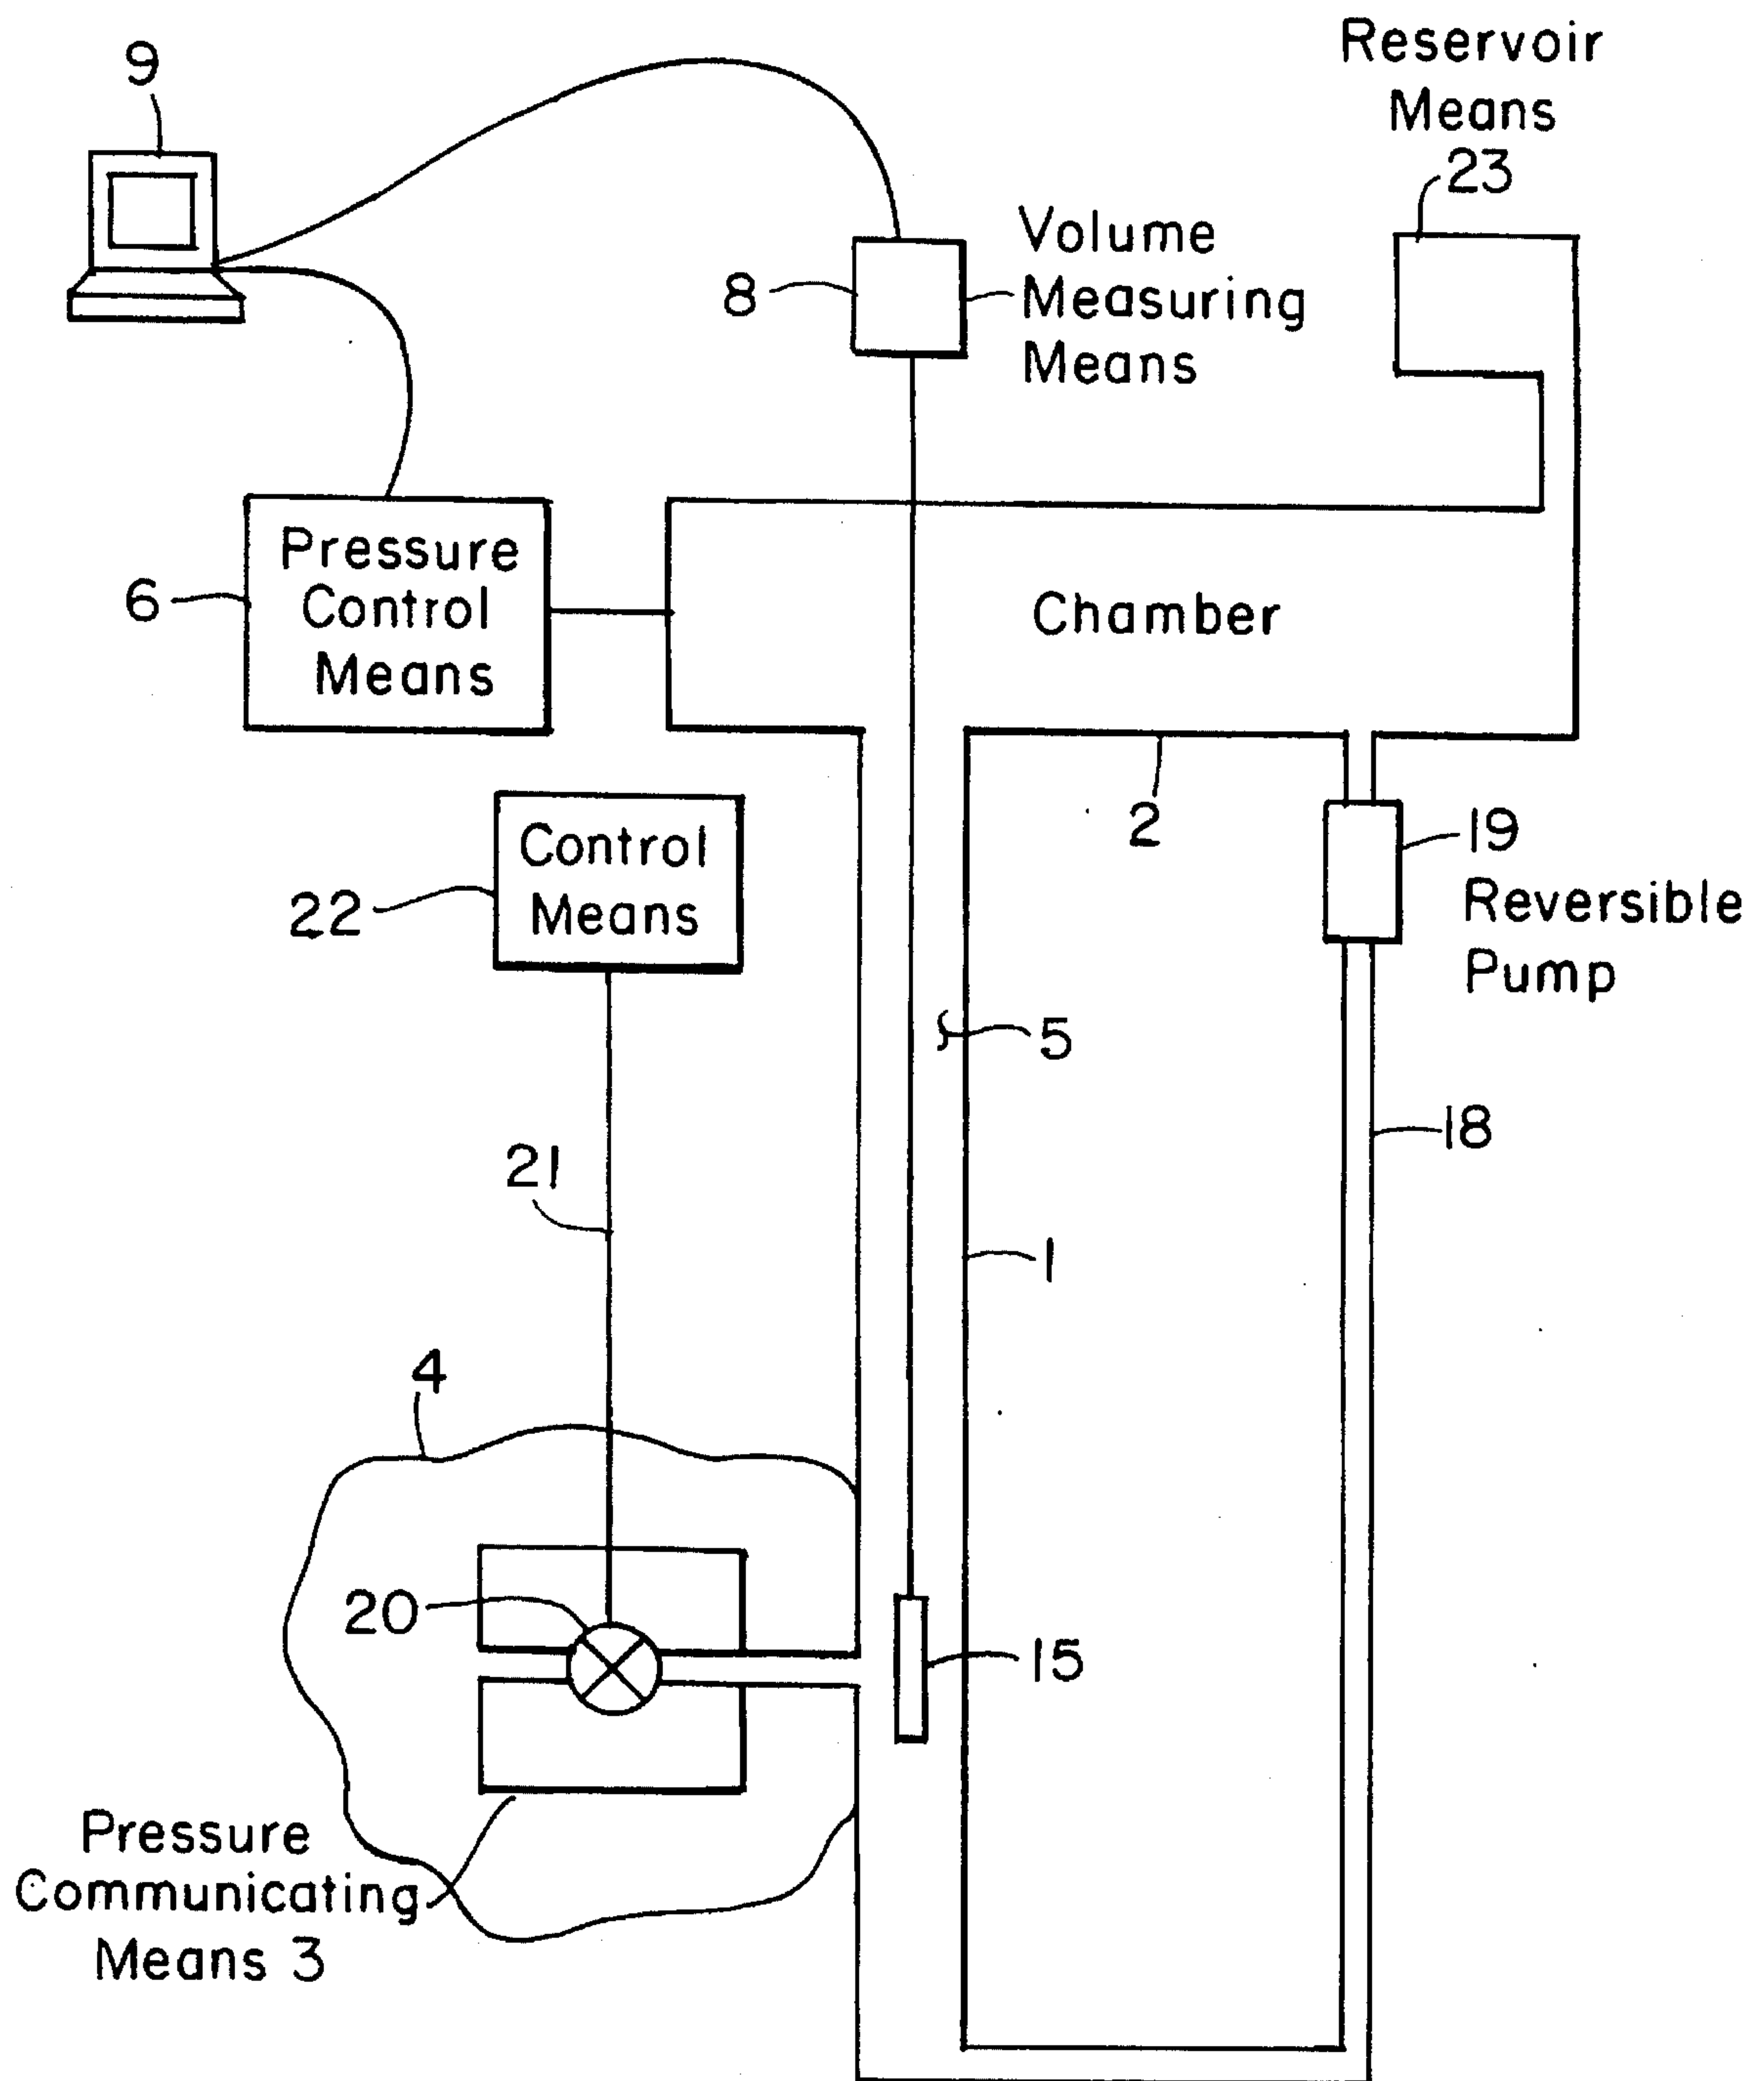 Reservoir
Means
23
9
Volume
Measuring
Means
8
Pressure
Control
Means
6
Chamber
2
Control
Means
22
19
Reversible
Pump
5
18
21
1
4
20
15
Pressure
Communicating
Means 3